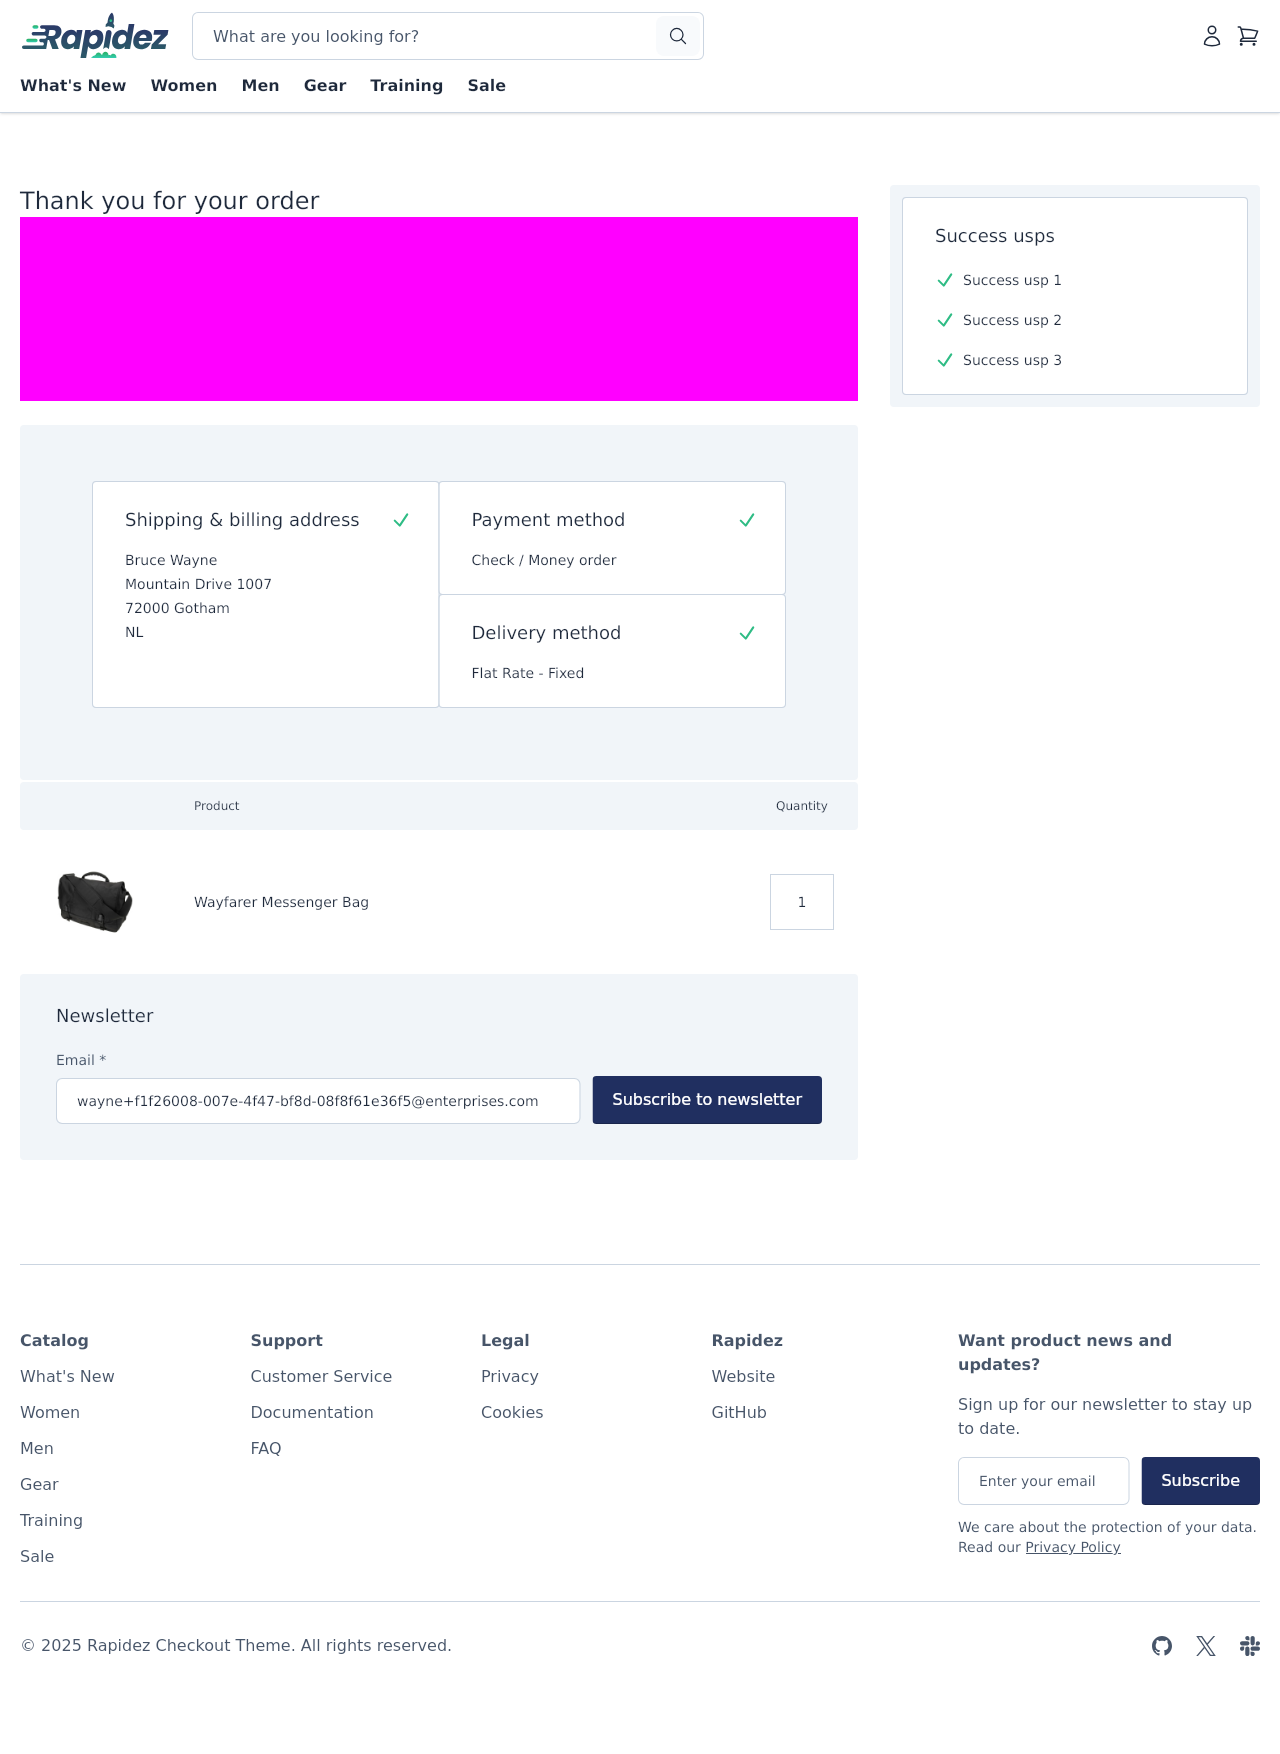 Rapidez
What are you looking for?
What's New Women Men Gear Training Sale
Thank you for your order
Success usps
Success usp 1
Success usp 2
Success usp 3
Shipping & billing address
Bruce Wayne
Mountain Drive 1007
72000 Gotham
NL
Payment method
Check / Money order
Delivery method
Flat Rate - Fixed
Product Quantity
Wayfarer Messenger Bag 1
Newsletter
Email *
wayne+f1f26008-007e-4f47-bf8d-08f8f61e36f5@enterprises.com
Subscribe to newsletter
Catalog
What's New
Women
Men
Gear
Training
Sale
Support
Customer Service
Documentation
FAQ
Legal
Privacy
Cookies
Rapidez
Website
GitHub
Want product news and
updates?
Sign up for our newsletter to stay up
to date.
Enter your email
Subscribe
We care about the protection of your data.
Read our Privacy Policy
© 2025 Rapidez Checkout Theme. All rights reserved.